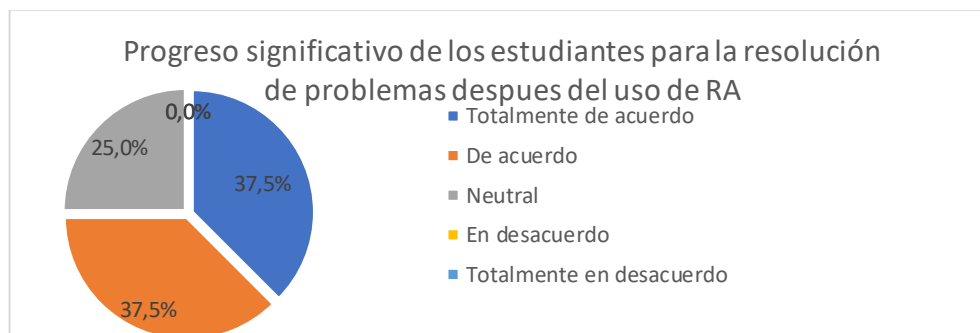 Progreso significativo de los estudiantes para la resolución
de problemas despues del uso de RA
0,0%
25,0%
37,5%
37,5%
Totalmente de acuerdo
De acuerdo
Neutral
En desacuerdo
Totalmente en desacuerdo